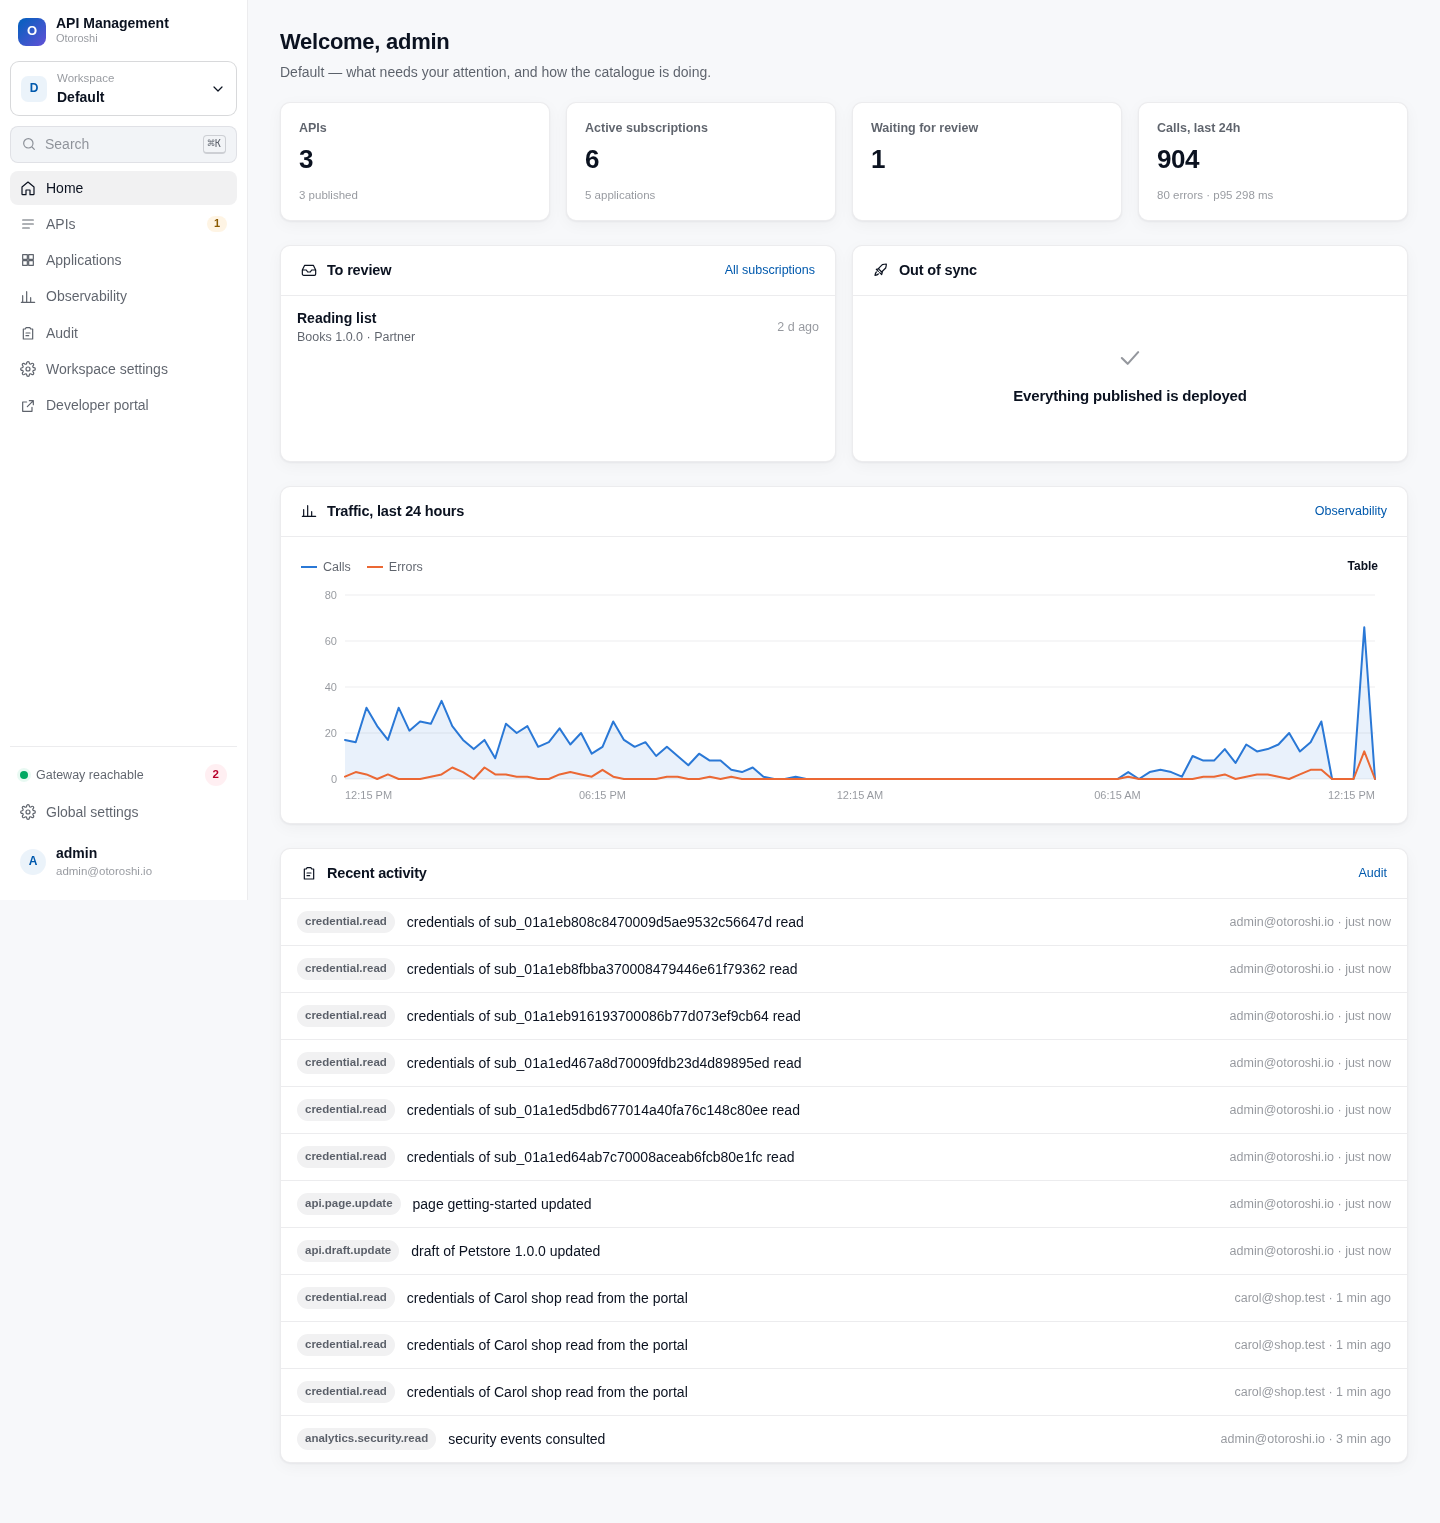 O
API Management
Otoroshi
D
Workspace
Default
Search
⌘K
Home
APIs 1
Applications
Observability
Audit
Workspace settings
Developer portal
Gateway reachable 2
Global settings
A
admin
admin@otoroshi.io
Welcome, admin
Default — what needs your attention, and how the catalogue is doing.
APIs
3
3 published
Active subscriptions
6
5 applications
Waiting for review
1
Calls, last 24h
904
80 errors · p95 298 ms
To review All subscriptions
Reading list
Books 1.0.0 · Partner
2 d ago
Out of sync
Everything published is deployed
Traffic, last 24 hours Observability
Calls Errors Table
80
60
40
20
0
12:15 PM 06:15 PM 12:15 AM 06:15 AM 12:15 PM
Recent activity Audit
credential.read credentials of sub_01a1eb808c8470009d5ae9532c56647d read admin@otoroshi.io · just now
credential.read credentials of sub_01a1eb8fbba370008479446e61f79362 read admin@otoroshi.io · just now
credential.read credentials of sub_01a1eb916193700086b77d073ef9cb64 read admin@otoroshi.io · just now
credential.read credentials of sub_01a1ed467a8d70009fdb23d4d89895ed read admin@otoroshi.io · just now
credential.read credentials of sub_01a1ed5dbd677014a40fa76c148c80ee read admin@otoroshi.io · just now
credential.read credentials of sub_01a1ed64ab7c70008aceab6fcb80e1fc read admin@otoroshi.io · just now
api.page.update page getting-started updated admin@otoroshi.io · just now
api.draft.update draft of Petstore 1.0.0 updated admin@otoroshi.io · just now
credential.read credentials of Carol shop read from the portal carol@shop.test · 1 min ago
credential.read credentials of Carol shop read from the portal carol@shop.test · 1 min ago
credential.read credentials of Carol shop read from the portal carol@shop.test · 1 min ago
analytics.security.read security events consulted admin@otoroshi.io · 3 min ago